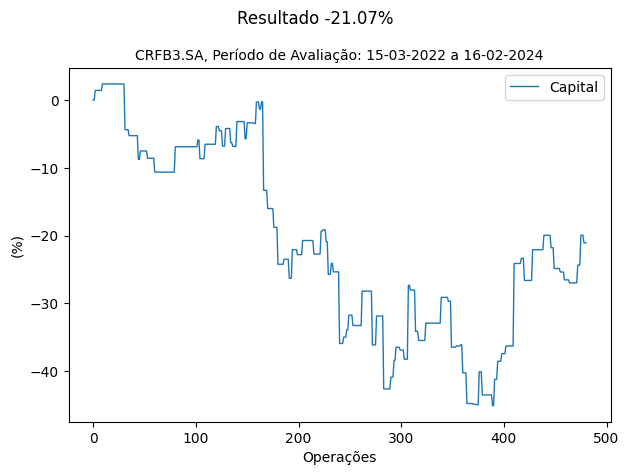 Resultado -21.07%
CRFB3.SA, Período de Avaliação: 15-03-2022 a 16-02-2024
Capital
0
−10
−20
−30
−40
(%)
0 100 200 300 400 500
Operações